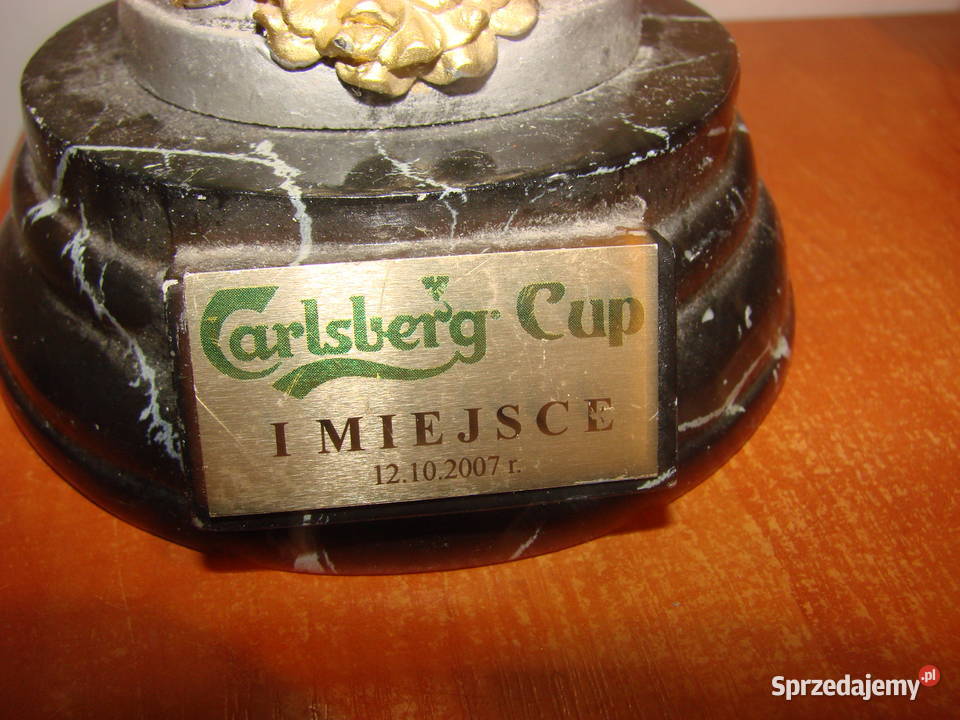 Carlsberg Cup
I MIEJSCE
12.10.2007 r.
Sprzedajemy.pl